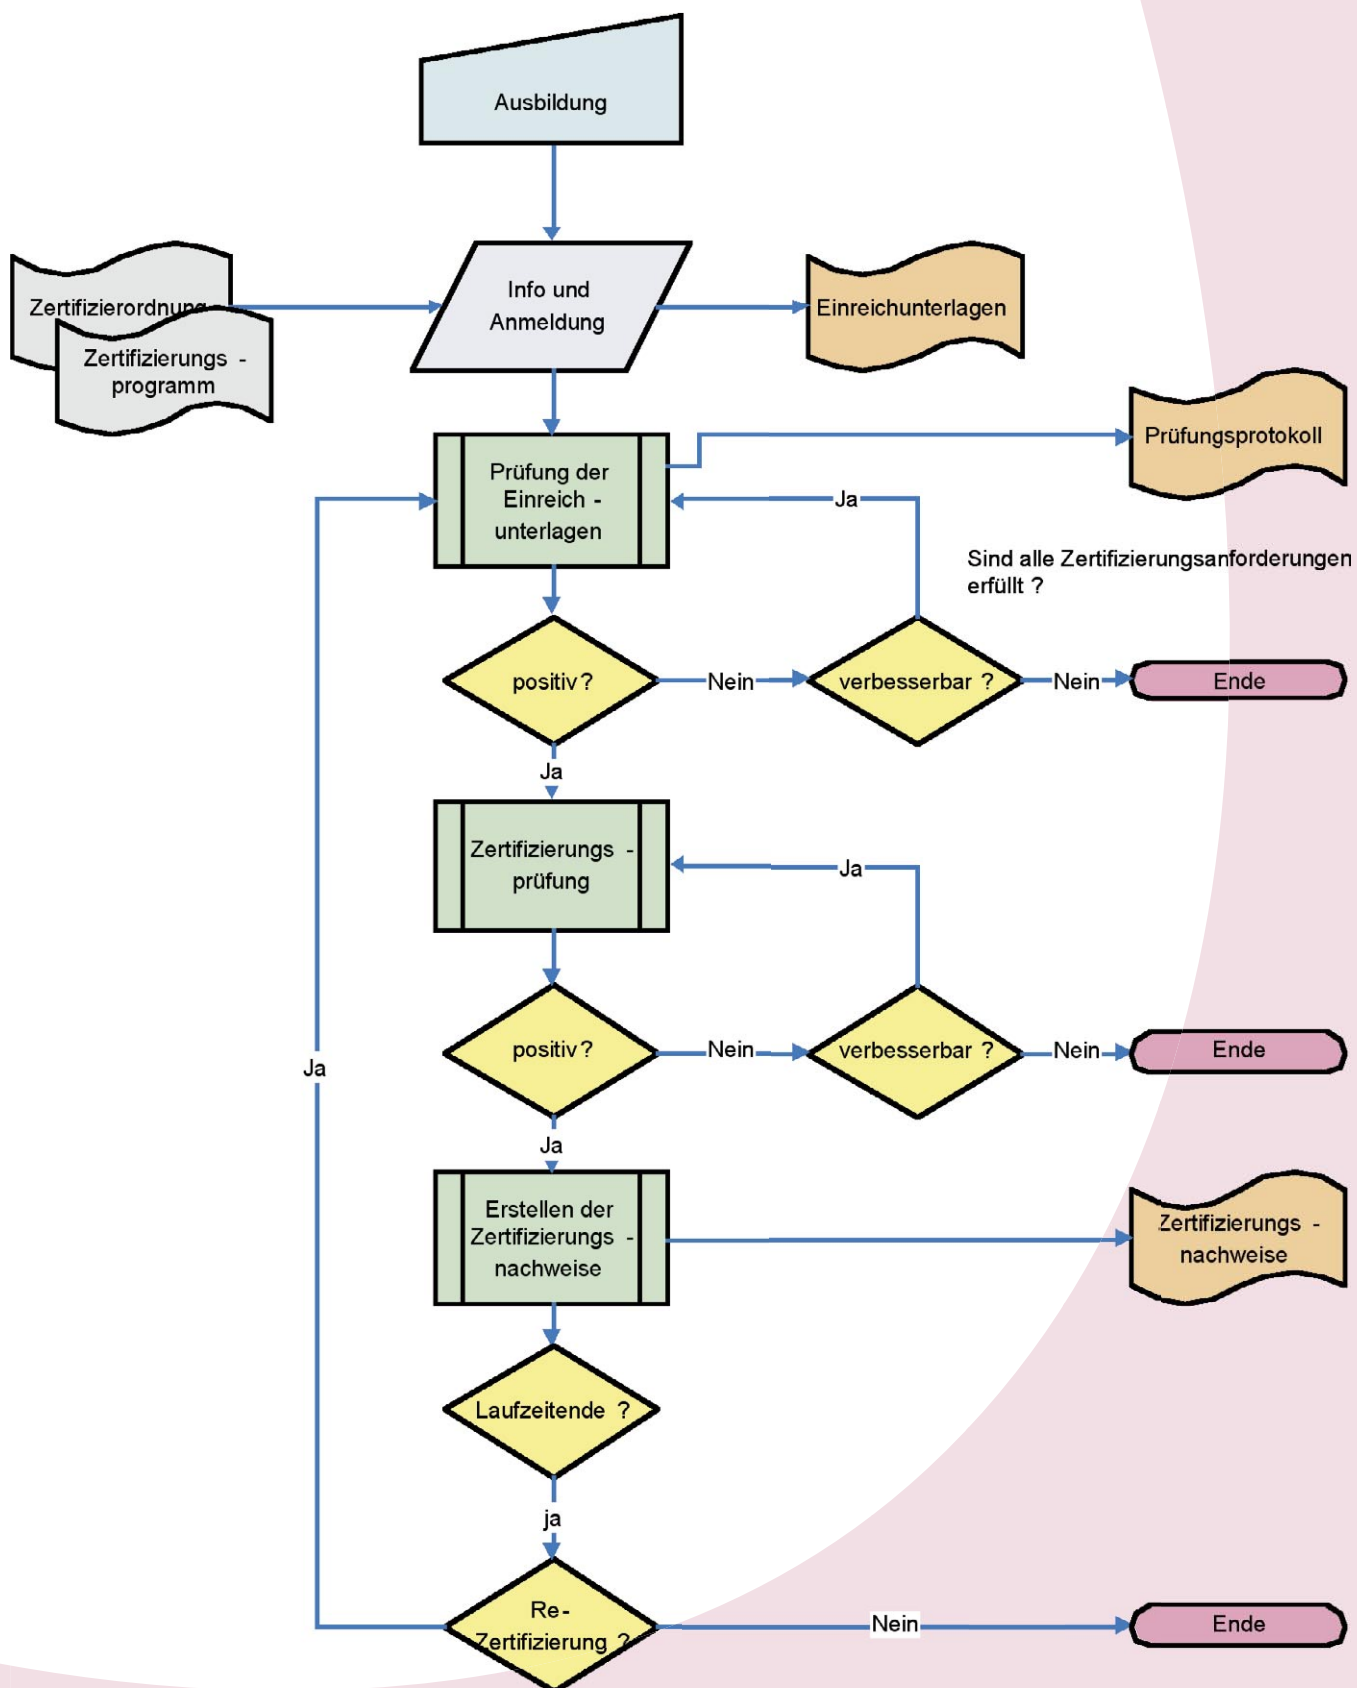 Ausbildung
Zertifizierordnung
Zertifizierungs -
programm
Info und
Anmeldung
Einreichunterlagen
Prüfungsprotokoll
Prüfung der
Einreich -
unterlagen
Ja
Sind alle Zertifizierungsanforderungen
erfüllt ?
positiv?
Nein
verbesserbar ?
Nein
Ende
Ja
Zertifizierungs -
prüfung
Ja
positiv?
Nein
verbesserbar ?
Nein
Ende
Ja
Ja
Erstellen der
Zertifizierungs -
nachweise
Zertifizierungs -
nachweise
Laufzeitende ?
ja
Re-
Zertifizierung ?
Nein
Ende